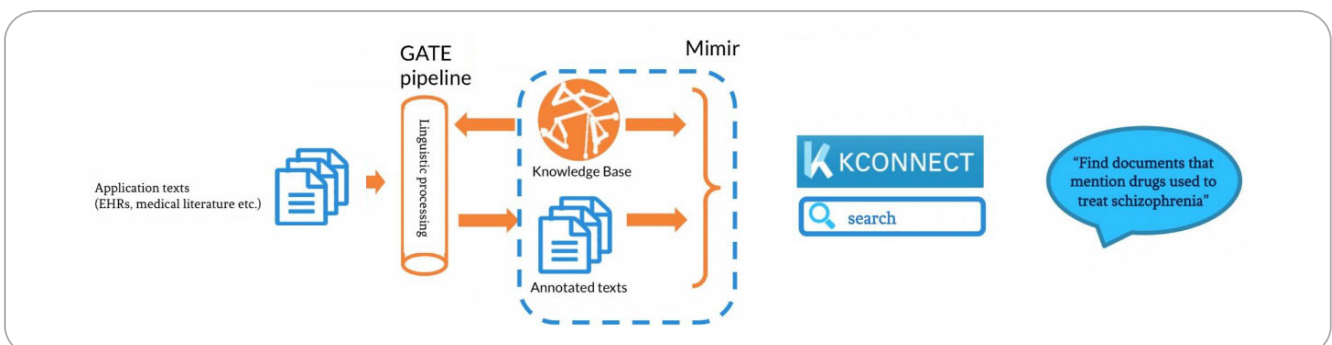 GATE
pipeline
Mimir
Linguistic processing
Application texts
(EHRs, medical literature etc.)
Knowledge Base
Annotated texts
KCONNECT
search
“Find documents that
mention drugs used to
treat schizophrenia”